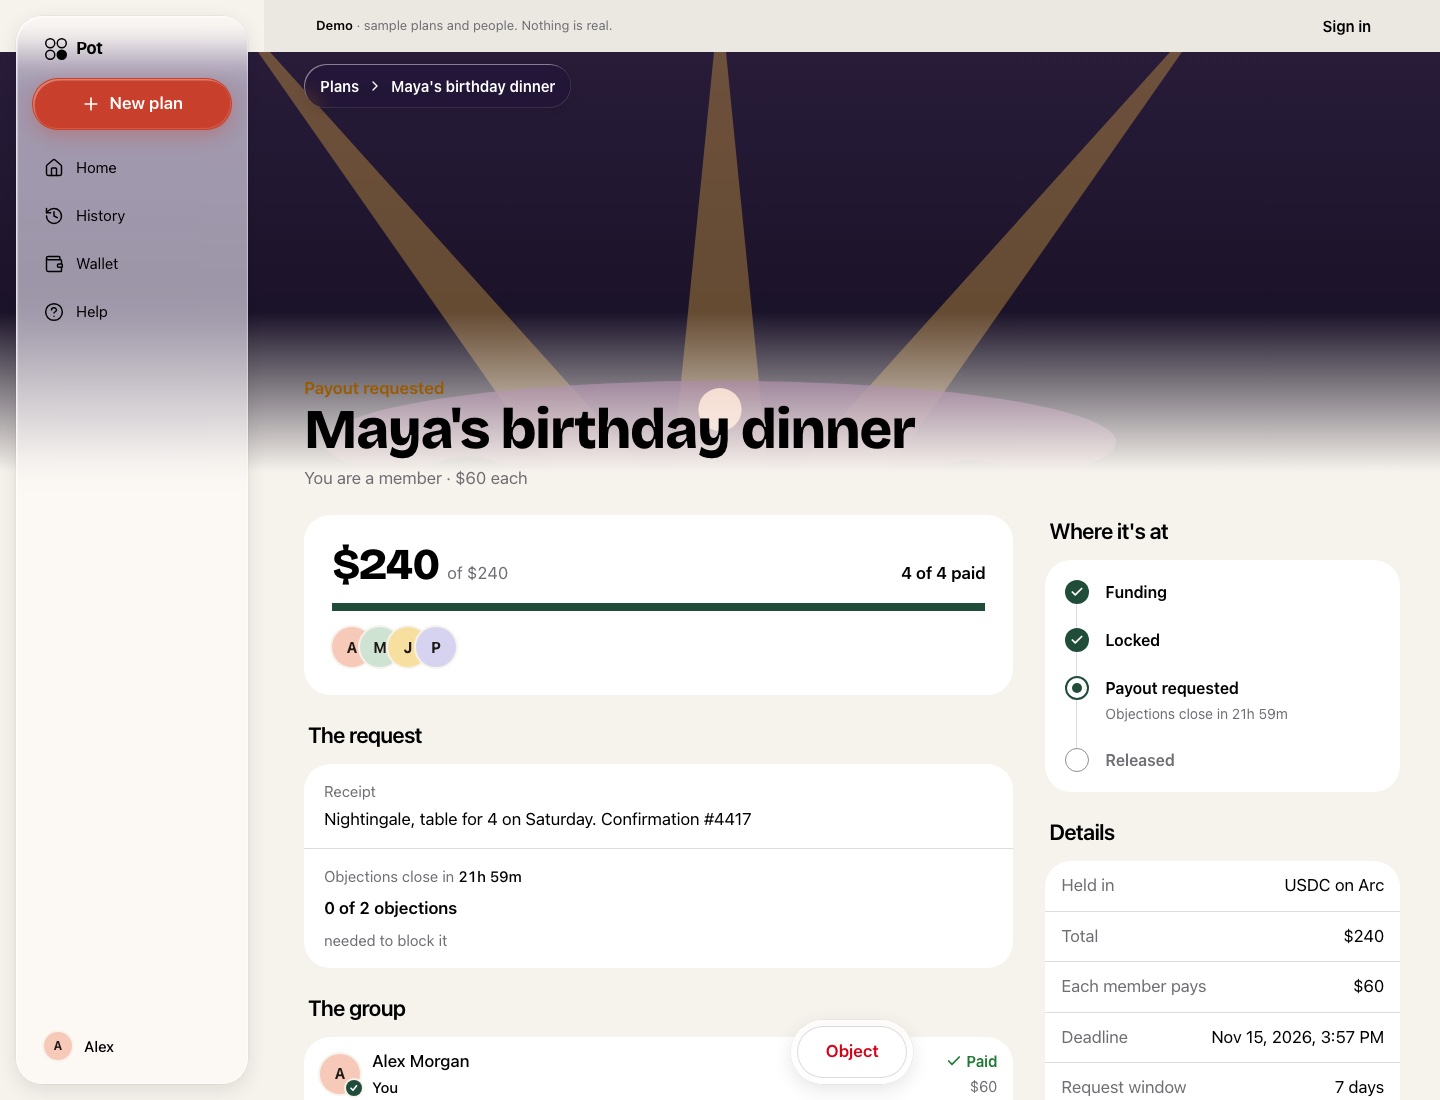 Pot
New plan
Home
History
Wallet
Help
A
Alex
Demo · sample plans and people. Nothing is real.
Sign in
Plans
Maya's birthday dinner
Payout requested
Maya's birthday dinner
You are a member · $60 each
$240 of $240
4 of 4 paid
A M J P
The request
Receipt
Nightingale, table for 4 on Saturday. Confirmation #4417
Objections close in 21h 59m
0 of 2 objections
needed to block it
The group
A
Alex Morgan
You
Paid
$60
Object
Where it's at
Funding
Locked
Payout requested
Objections close in 21h 59m
Released
Details
Held in USDC on Arc
Total $240
Each member pays $60
Deadline Nov 15, 2026, 3:57 PM
Request window 7 days